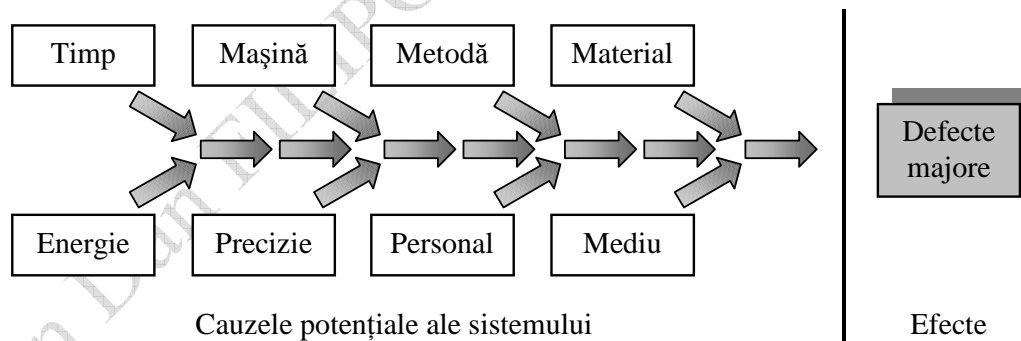 Timp
Maşină
Metodă
Material
Defecte
majore
Energie
Precizie
Personal
Mediu
Cauzele potenţiale ale sistemului
Efecte